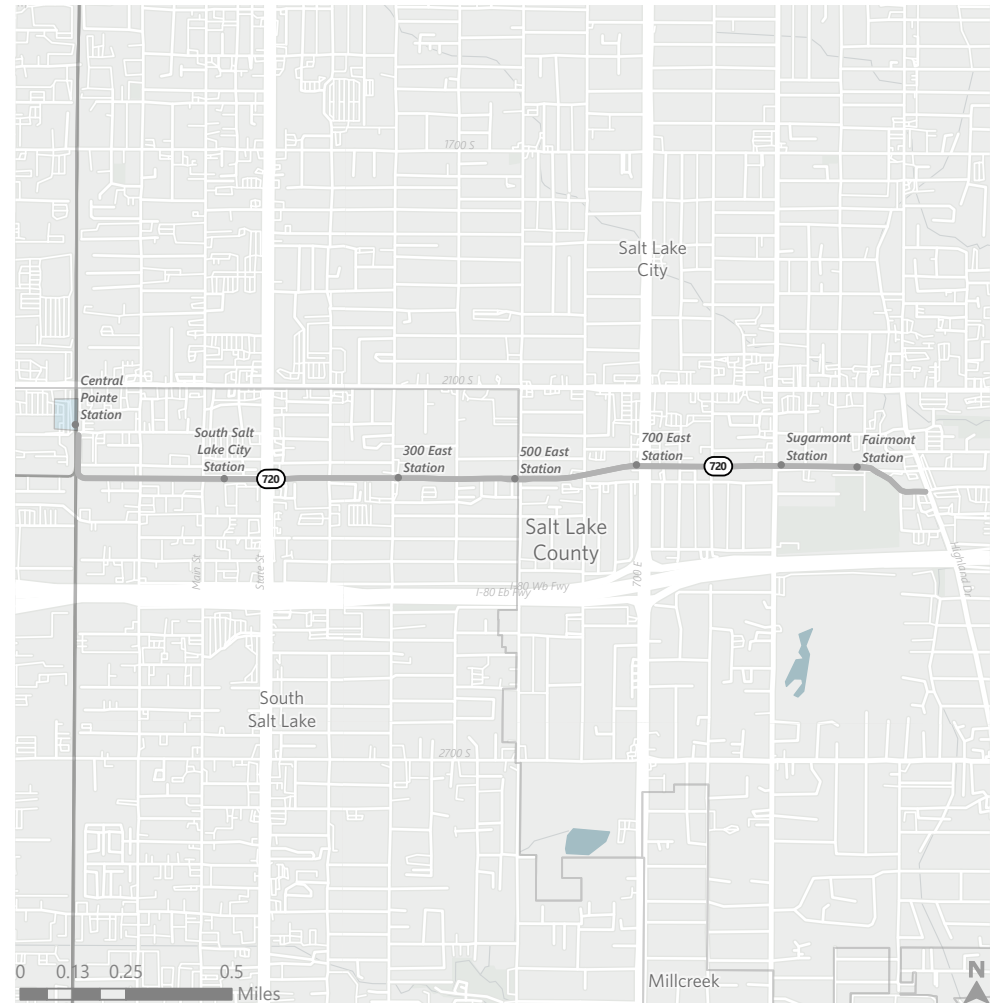 1700 S
Salt Lake
City
2100 S
Central
Pointe
Station
South Salt
Lake City
Station
720
300 East
Station
500 East
Station
700 East
Station
720
Sugarmont
Station
Fairmont
Station
Salt Lake
County
Main St
State St
I-80 Wb Fwy
I-80 Eb Fwy
700 E
Highland Dr
South
Salt Lake
2700 S
Millcreek
0 0.13 0.25 0.5
Miles
N